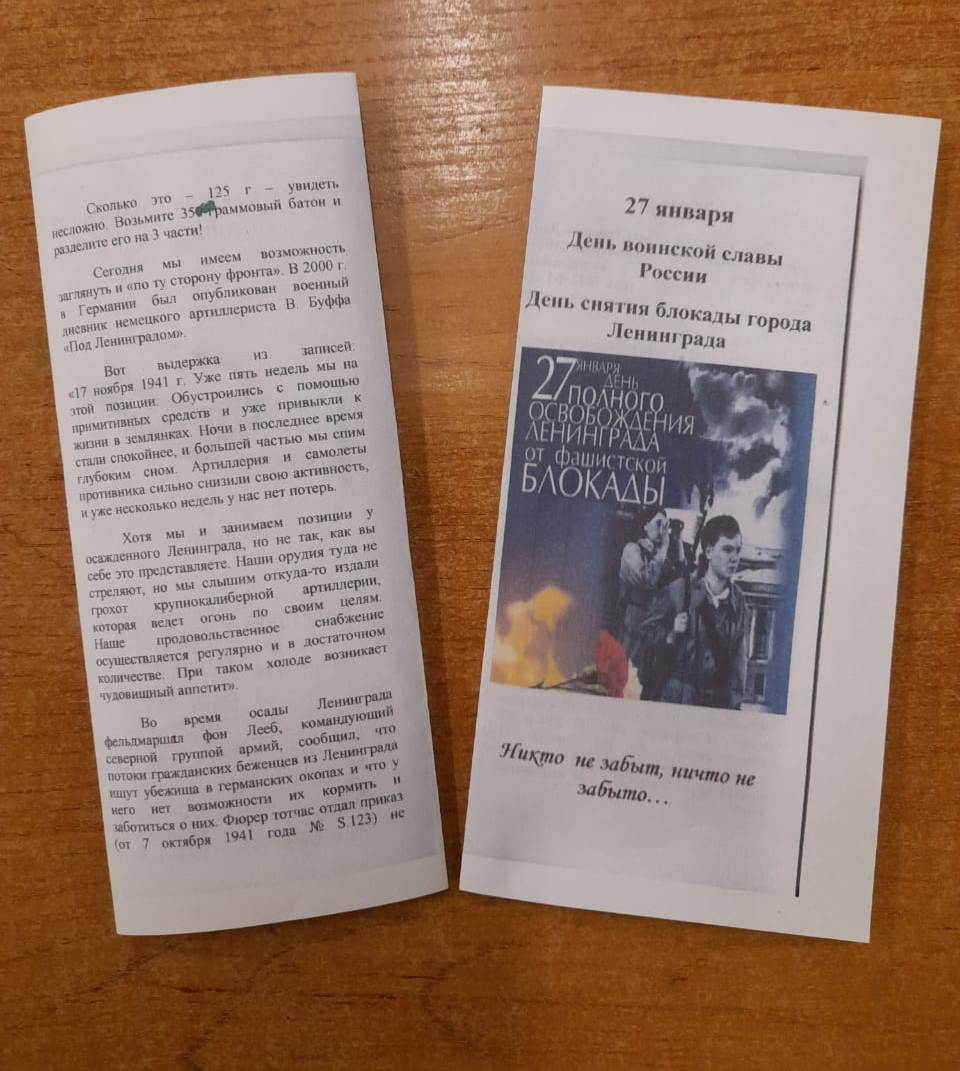 Сколько это – 125 г – увидеть
несложно. Возьмите 350 граммовый батон и
разделите его на 3 части!
Сегодня мы имеем возможность
заглянуть и «по ту сторону фронта». В 2000 г.
в Германии был опубликован военный
дневник немецкого артиллериста В. Буффа
«Под Ленинградом».
Вот выдержка из записей:
«17 ноября 1941 г. Уже пять недель мы на
этой позиции. Обустроились с помощью
примитивных средств и уже привыкли к
жизни в землянках. Ночи в последнее время
стали спокойнее, и большей частью мы спим
глубоким сном. Артиллерия и самолеты
противника сильно снизили свою активность,
и уже несколько недель у нас нет потерь.
Хотя мы и занимаем позиции у
осажденного Ленинграда, но не так, как вы
себе это представляете. Наши орудия туда не
стреляют, но мы слышим откуда-то издали
грохот крупнокалиберной артиллерии,
которая ведет огонь по своим целям.
Наше продовольственное снабжение
осуществляется регулярно и в достаточном
количестве. При таком холоде возникает
чудовищный аппетит».
Во время осады Ленинграда
фельдмаршал фон Лееб, командующий
северной группой армий, сообщил, что
потоки гражданских беженцев из Ленинграда
ищут убежища в германских окопах и что у
него нет возможности их кормить и
заботиться о них. Фюрер тотчас отдал приказ
(от 7 октября 1941 года № S.123) не
27 января
День воинской славы
России
День снятия блокады города
Ленинграда
27 ЯНВАРЯ
ДЕНЬ
ПОЛНОГО
ОСВОБОЖДЕНИЯ
ЛЕНИНГРАДА
ОТ фАШИСТСКОЙ
БЛОКАДЫ
Никто не забыт, ничто не
забыто…